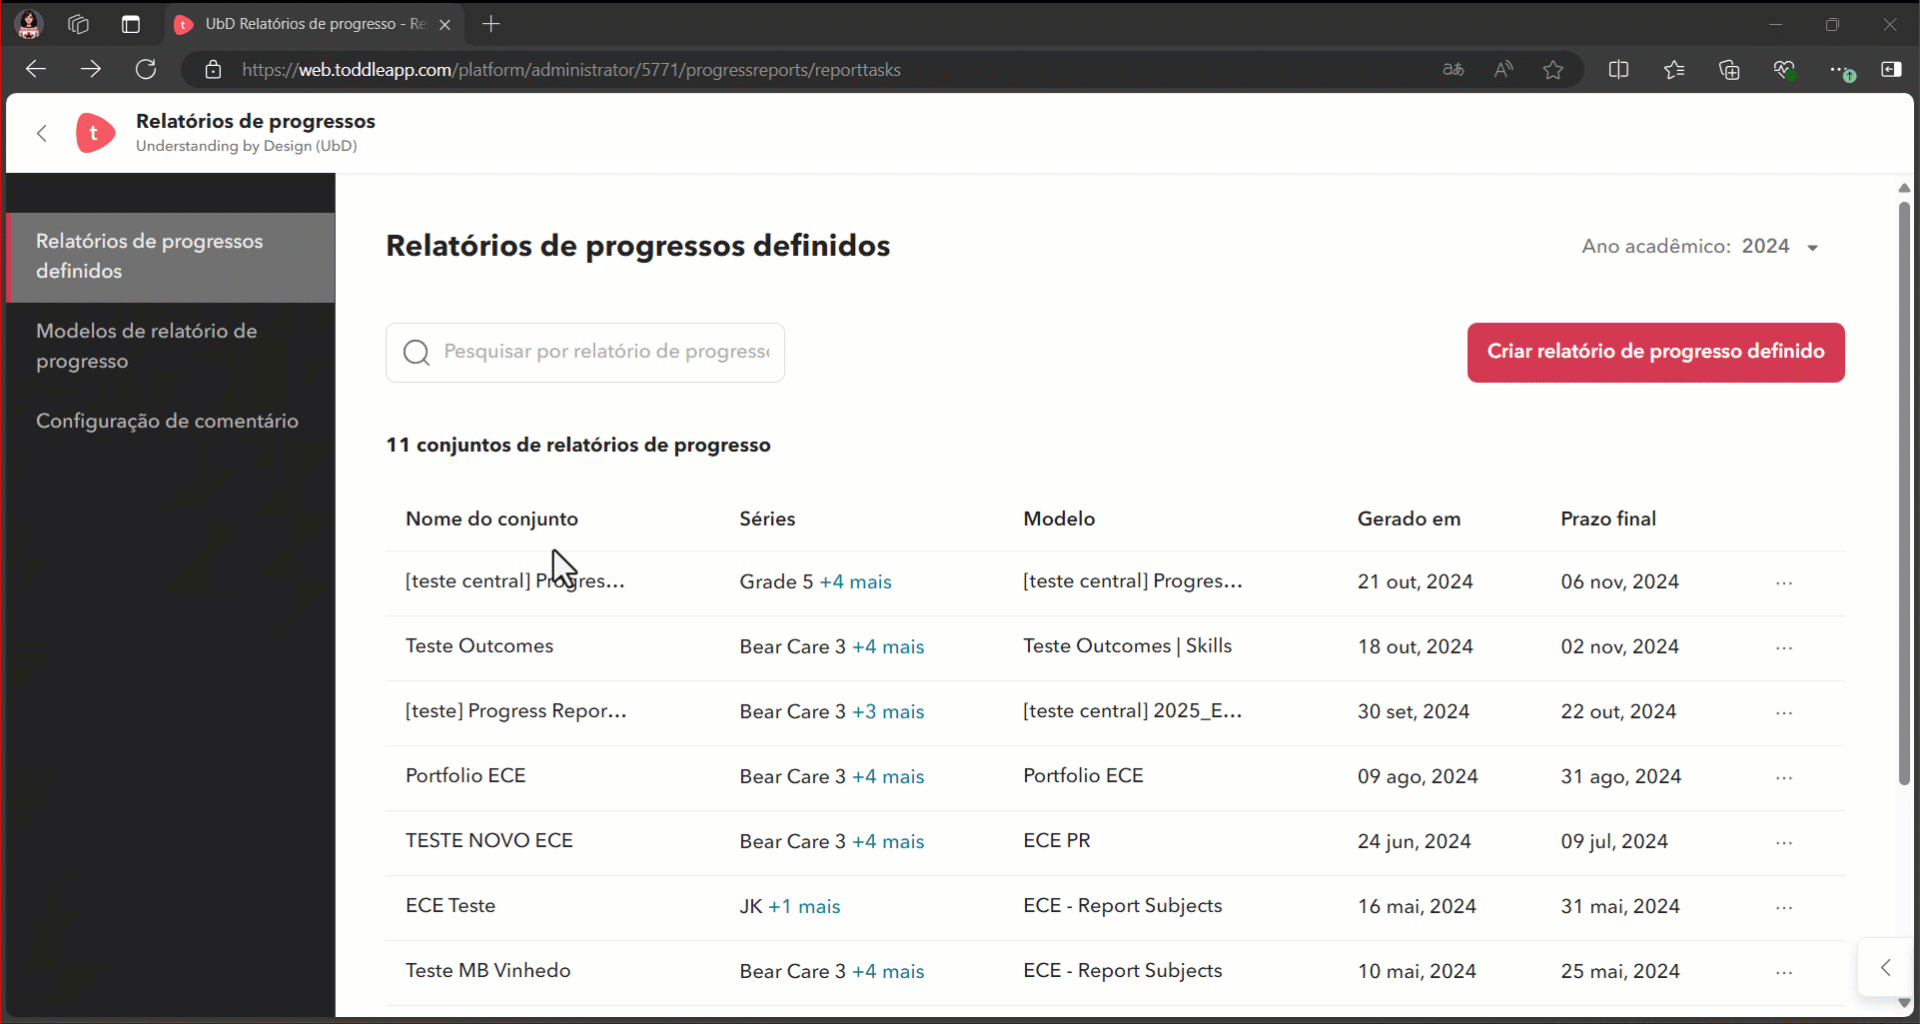 UbD Relatórios de progresso - Re
https://web.toddleapp.com/platform/administrator/5771/progressreports/reporttasks
t
Relatórios de progressos
Understanding by Design (UbD)
Relatórios de progressos
definidos
Modelos de relatório de
progresso
Configuração de comentário
Relatórios de progressos definidos
Ano acadêmico: 2024
Pesquisar por relatório de progress
Criar relatório de progresso definido
11 conjuntos de relatórios de progresso
Nome do conjunto Séries Modelo Gerado em Prazo final
[teste central] Progres... Grade 5 +4 mais [teste central] Progres... 21 out, 2024 06 nov, 2024 ...
Teste Outcomes Bear Care 3 +4 mais Teste Outcomes | Skills 18 out, 2024 02 nov, 2024 ...
[teste] Progress Repor... Bear Care 3 +3 mais [teste central] 2025_E... 30 set, 2024 22 out, 2024 ...
Portfolio ECE Bear Care 3 +4 mais Portfolio ECE 09 ago, 2024 31 ago, 2024 ...
TESTE NOVO ECE Bear Care 3 +4 mais ECE PR 24 jun, 2024 09 jul, 2024 ...
ECE Teste JK +1 mais ECE - Report Subjects 16 mai, 2024 31 mai, 2024 ...
Teste MB Vinhedo Bear Care 3 +4 mais ECE - Report Subjects 10 mai, 2024 25 mai, 2024 ...